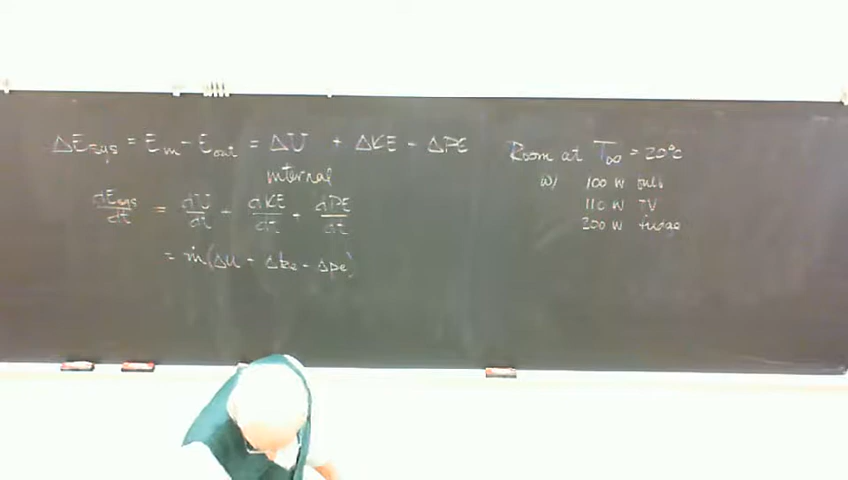 ΔEsys = Ein - Eout = ΔU + ΔKE + ΔPE
internal
dEsys/dt = dU/dt + dKE/dt + dPE/dt
= ṁ(Δu + Δke + Δpe)
Room at T∞ = 20°C
w/ 100 W bulb
110 W TV
200 W fridge